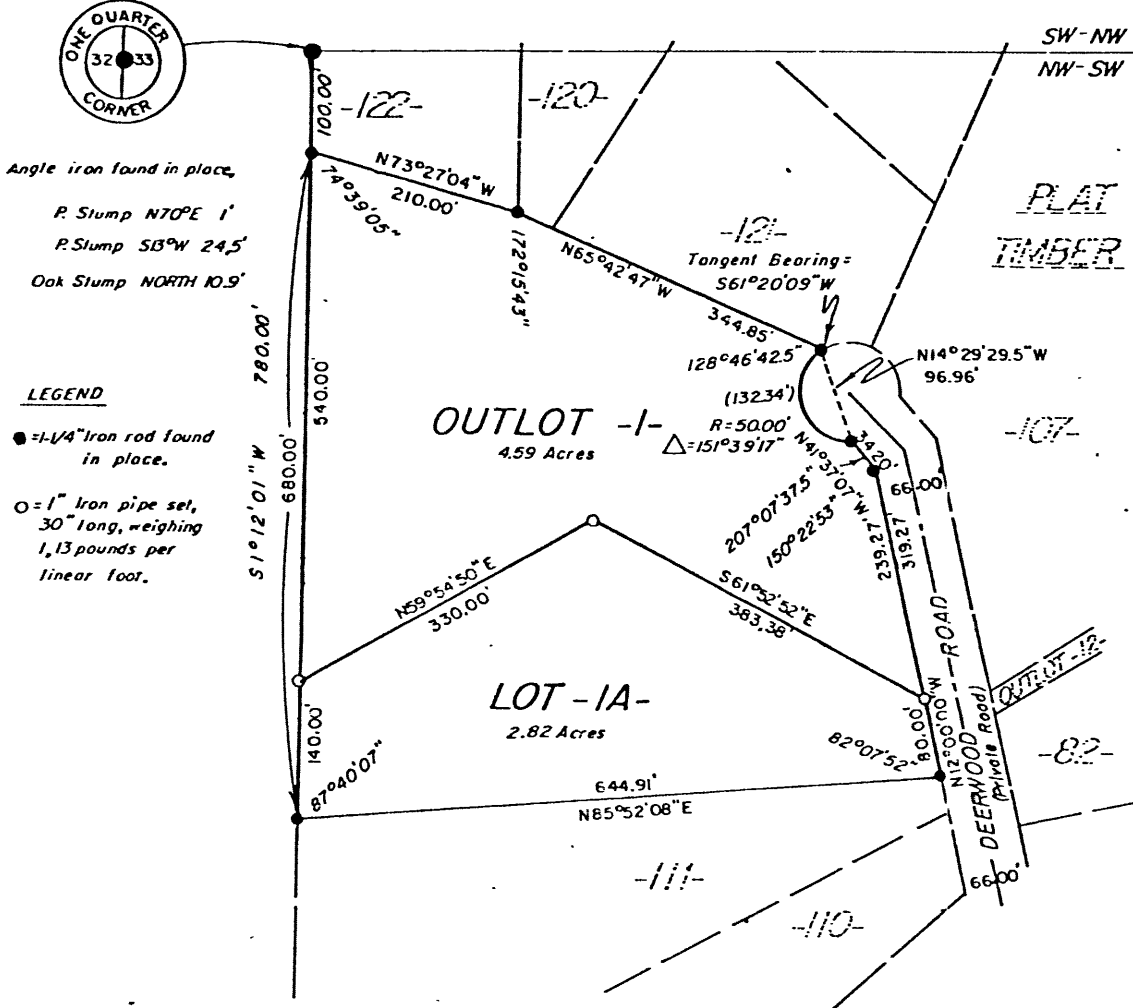 ONE QUARTER
32 33
CORNER
SW-NW
NW-SW
100.00'
-122-
-120-
Angle iron found in place,
P. Stump N70°E 1'
P. Stump S13°W 24,5'
Oak Stump NORTH 10.9'
N73°27'04"W
210.00'
74°39'05"
172°15'43"
-121-
N65°42'47"W
344.85'
Tangent Bearing =
S61°20'09"W
PLAT
TIMBER
128°46'42.5"
N14°29'29.5"W
96.96'
(132.34')
R=50.00'
△=151°39'17"
34.20'
N41°37'07"W
207°07'37.5"
150°22'53"
66.00'
-107-
780.00'
540.00'
680.00'
S1°12'01"W
LEGEND
● =1-1/4" Iron rod found
in place.
○ = 1" Iron pipe set,
30" long, weighing
1,13 pounds per
linear foot.
OUTLOT -1-
4.59 Acres
239.27'
319.27'
N59°54'50"E
330.00'
S61°52'52"E
383.38'
LOT -1A-
2.82 Acres
140.00'
87°40'07"
82°07'52"
80.00'
N12°00'00"W
DEERWOOD ROAD
(Private Road)
OUTLOT -12-
-82-
644.91'
N85°52'08"E
-111-
-110-
66.00'